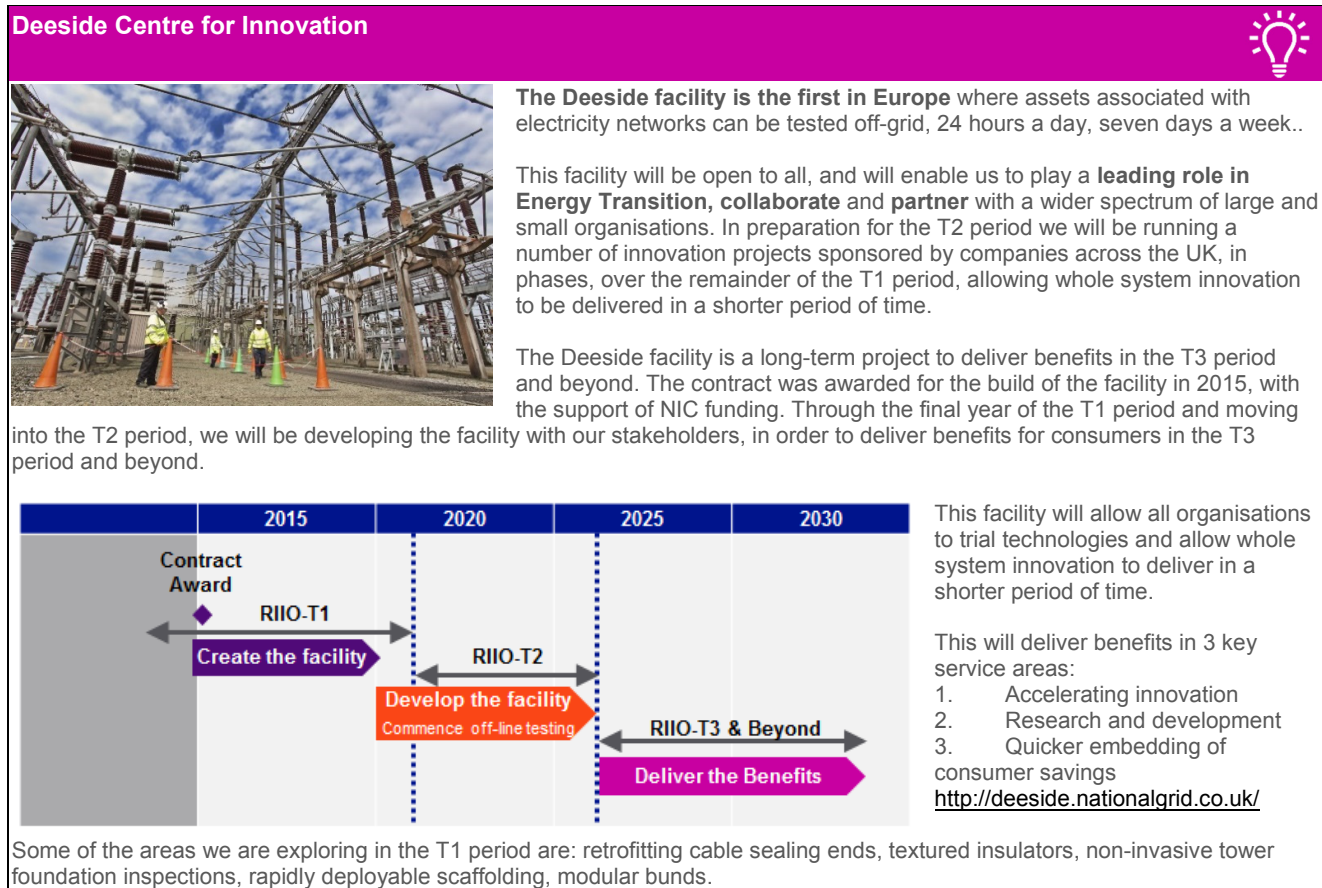 Deeside Centre for Innovation
The Deeside facility is the first in Europe where assets associated with
electricity networks can be tested off-grid, 24 hours a day, seven days a week..
This facility will be open to all, and will enable us to play a leading role in
Energy Transition, collaborate and partner with a wider spectrum of large and
small organisations. In preparation for the T2 period we will be running a
number of innovation projects sponsored by companies across the UK, in
phases, over the remainder of the T1 period, allowing whole system innovation
to be delivered in a shorter period of time.
The Deeside facility is a long-term project to deliver benefits in the T3 period
and beyond. The contract was awarded for the build of the facility in 2015, with
the support of NIC funding. Through the final year of the T1 period and moving
into the T2 period, we will be developing the facility with our stakeholders, in order to deliver benefits for consumers in the T3
period and beyond.
2015 2020 2025 2030
Contract
Award
RIIO-T1
Create the facility
RIIO-T2
Develop the facility
Commence off-line testing
RIIO-T3 & Beyond
Deliver the Benefits
This facility will allow all organisations
to trial technologies and allow whole
system innovation to deliver in a
shorter period of time.
This will deliver benefits in 3 key
service areas:
1. Accelerating innovation
2. Research and development
3. Quicker embedding of
consumer savings
http://deeside.nationalgrid.co.uk/
Some of the areas we are exploring in the T1 period are: retrofitting cable sealing ends, textured insulators, non-invasive tower
foundation inspections, rapidly deployable scaffolding, modular bunds.